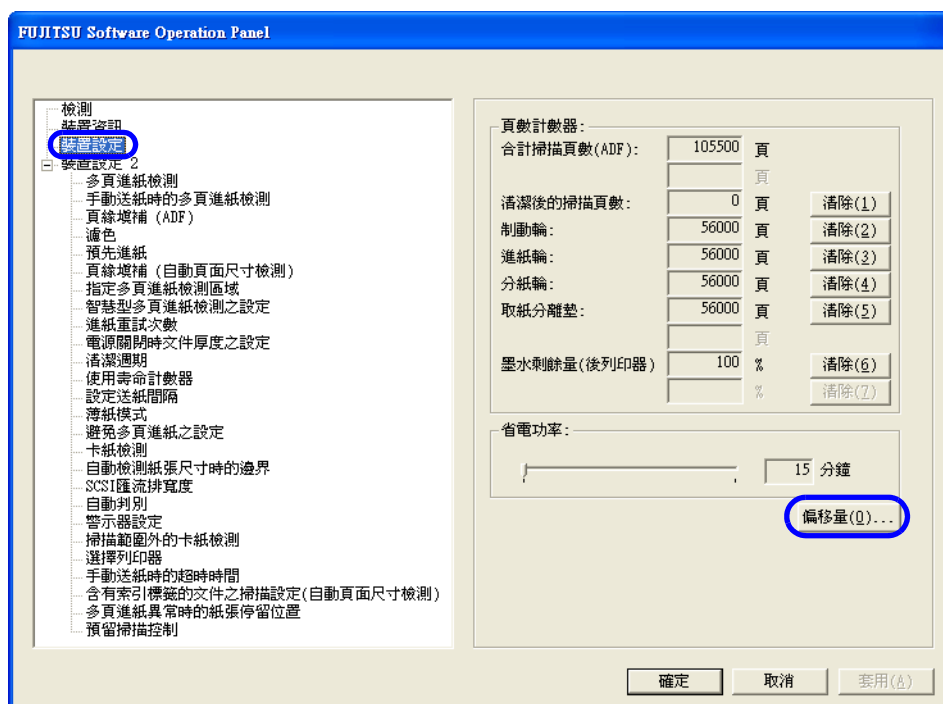 FUJITSU Software Operation Panel
檢測
裝置資訊
裝置設定
裝置設定 2
多頁進紙檢測
手動送紙時的多頁進紙檢測
頁緣填補 (ADF)
濾色
預先進紙
頁緣填補 (自動頁面尺寸檢測)
指定多頁進紙檢測區域
智慧型多頁進紙檢測之設定
進紙重試次數
電源關閉時文件厚度之設定
清潔週期
使用壽命計數器
設定送紙間隔
薄紙模式
避免多頁進紙之設定
卡紙檢測
自動檢測紙張尺寸時的邊界
SCSI匯流排寬度
自動判別
警示器設定
掃描範圍外的卡紙檢測
選擇列印器
手動送紙時的超時時間
含有索引標籤的文件之掃描設定(自動頁面尺寸檢測)
多頁進紙異常時的紙張停留位置
預留掃描控制
頁數計數器:
合計掃描頁數(ADF): 105500 頁
頁
清潔後的掃描頁數: 0 頁 清除(1)
制動輪: 56000 頁 清除(2)
進紙輪: 56000 頁 清除(3)
分紙輪: 56000 頁 清除(4)
取紙分離墊: 56000 頁 清除(5)
頁
墨水剩餘量(後列印器) 100 % 清除(6)
% 清除(7)
省電功率:
15 分鐘
偏移量(O)...
確定 取消 套用(A)